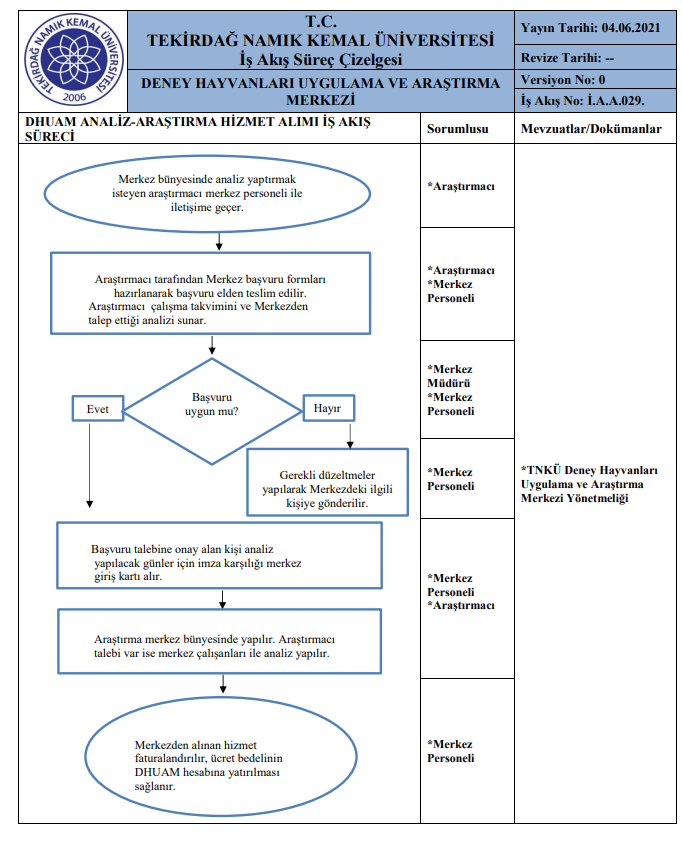 TEKİRDAĞ NAMIK KEMAL ÜNİVERSİTESİ
2006
T.C.
TEKİRDAĞ NAMIK KEMAL ÜNİVERSİTESİ
İş Akış Süreç Çizelgesi
DENEY HAYVANLARI UYGULAMA VE ARAŞTIRMA
MERKEZİ
Yayın Tarihi: 04.06.2021
Revize Tarihi: --
Versiyon No: 0
İş Akış No: İ.A.A.029.
DHUAM ANALİZ-ARAŞTIRMA HİZMET ALIMI İŞ AKIŞ
SÜRECİ
Sorumlusu
Mevzuatlar/Dokümanlar
Merkez bünyesinde analiz yaptırmak
isteyen araştırmacı merkez personeli ile
iletişime geçer.
*Araştırmacı
Araştırmacı tarafından Merkez başvuru formları
hazırlanarak başvuru elden teslim edilir.
Araştırmacı çalışma takvimini ve Merkezden
talep ettiği analizi sunar.
*Araştırmacı
*Merkez
Personeli
Başvuru
uygun mu?
Evet
Hayır
*Merkez
Müdürü
*Merkez
Personeli
Gerekli düzeltmeler
yapılarak Merkezdeki ilgili
kişiye gönderilir.
*Merkez
Personeli
*TNKÜ Deney Hayvanları
Uygulama ve Araştırma
Merkezi Yönetmeliği
Başvuru talebine onay alan kişi analiz
yapılacak günler için imza karşılığı merkez
giriş kartı alır.
*Merkez
Personeli
*Araştırmacı
Araştırma merkez bünyesinde yapılır. Araştırmacı
talebi var ise merkez çalışanları ile analiz yapılır.
Merkezden alınan hizmet
faturalandırılır, ücret bedelinin
DHUAM hesabına yatırılması
sağlanır.
*Merkez
Personeli